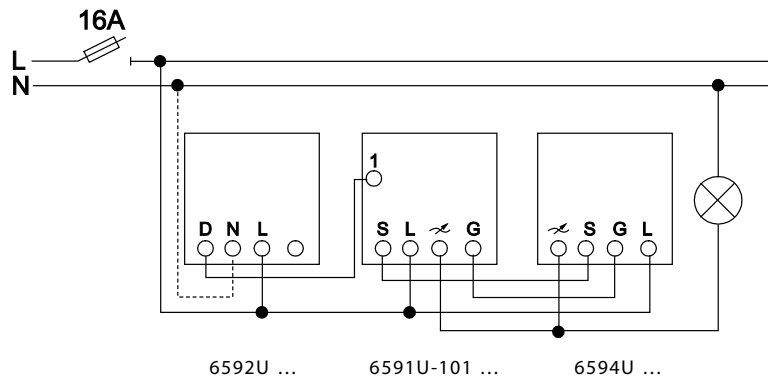 16A
L
N
1
D N L
S L G
S G L
6592U ...
6591U-101 ...
6594U ...